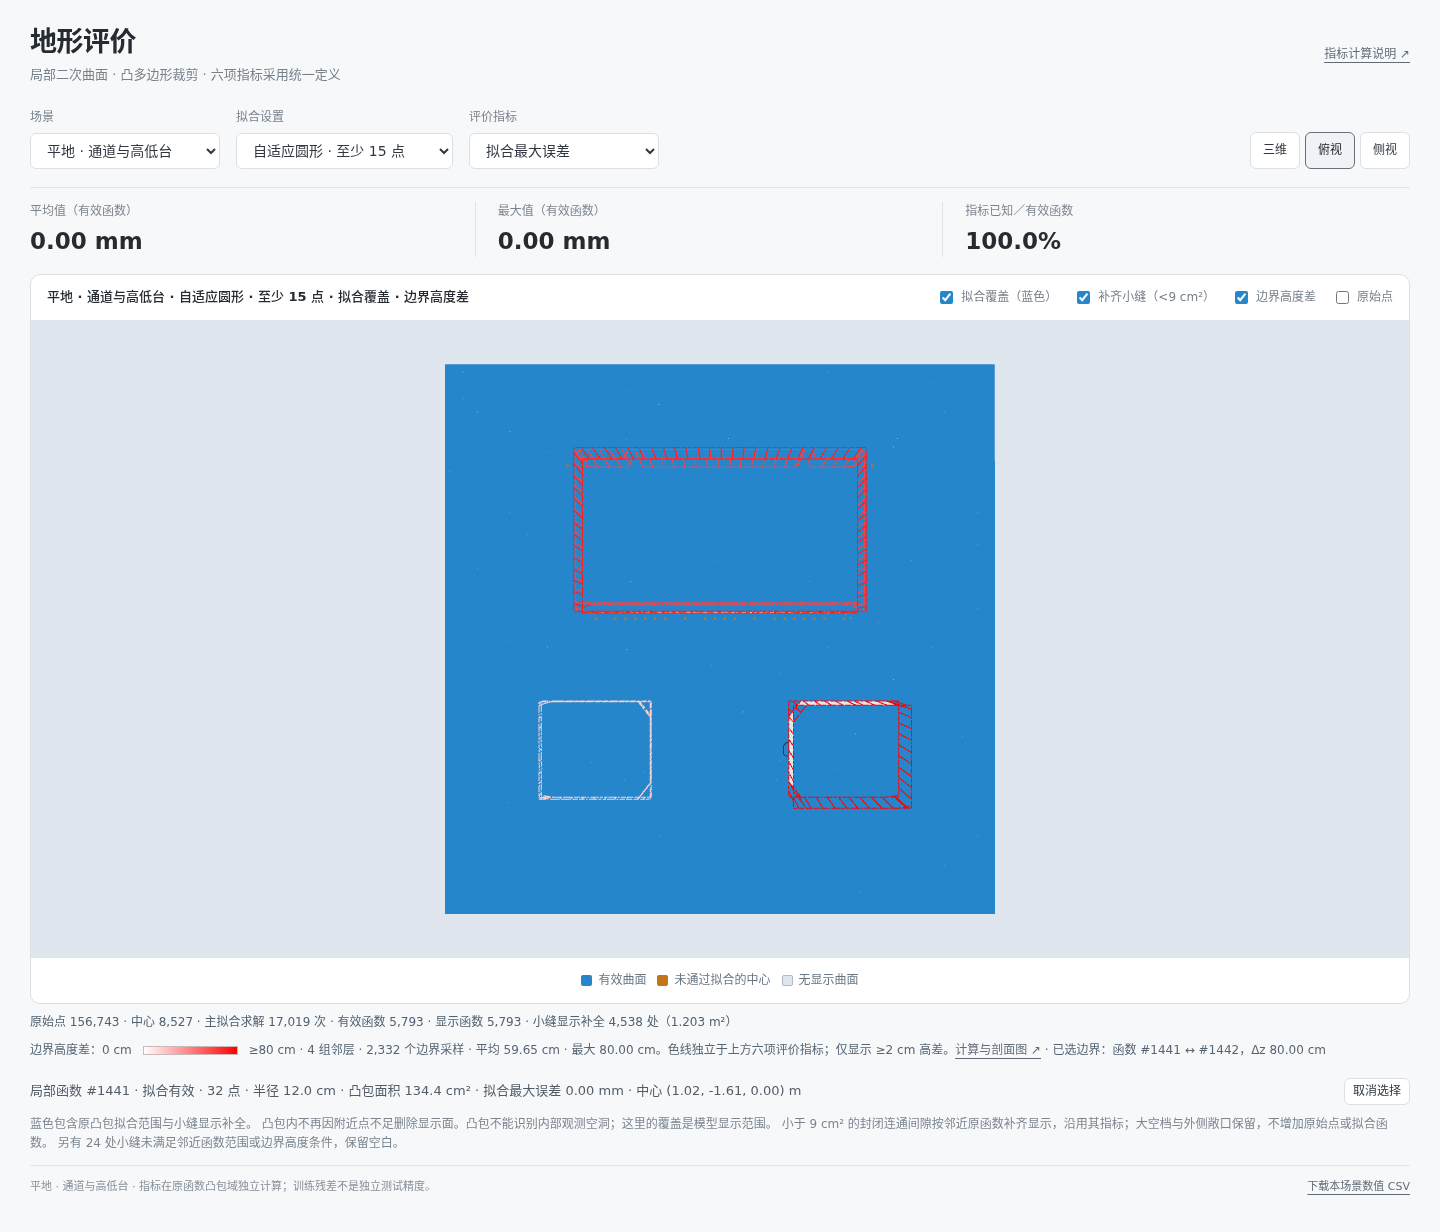 地形评价
指标计算说明 ↗
局部二次曲面 · 凸多边形裁剪 · 六项指标采用统一定义
场景
拟合设置
评价指标
平地 · 通道与高低台
自适应圆形 · 至少 15 点
拟合最大误差
三维
俯视
侧视
平均值（有效函数）
最大值（有效函数）
指标已知／有效函数
0.00 mm
0.00 mm
100.0%
平地 · 通道与高低台 · 自适应圆形 · 至少 15 点 · 拟合覆盖 · 边界高度差
拟合覆盖（蓝色）
补齐小缝（<9 cm²）
边界高度差
原始点
有效曲面
未通过拟合的中心
无显示曲面
原始点 156,743 · 中心 8,527 · 主拟合求解 17,019 次 · 有效函数 5,793 · 显示函数 5,793 · 小缝显示补全 4,538 处（1.203 m²）
边界高度差：0 cm ≥80 cm · 4 组邻层 · 2,332 个边界采样 · 平均 59.65 cm · 最大 80.00 cm。色线独立于上方六项评价指标；仅显示 ≥2 cm 高差。计算与剖面图 ↗ · 已选边界：函数 #1441 ↔ #1442，Δz 80.00 cm
局部函数 #1441 · 拟合有效 · 32 点 · 半径 12.0 cm · 凸包面积 134.4 cm² · 拟合最大误差 0.00 mm · 中心 (1.02, -1.61, 0.00) m
取消选择
蓝色包含原凸包拟合范围与小缝显示补全。 凸包内不再因附近点不足删除显示面。凸包不能识别内部观测空洞；这里的覆盖是模型显示范围。 小于 9 cm² 的封闭连通间隙按邻近原函数补齐显示，沿用其指标；大空档与外侧敞口保留，不增加原始点或拟合函
数。 另有 24 处小缝未满足邻近函数范围或边界高度条件，保留空白。
平地 · 通道与高低台 · 指标在原函数凸包域独立计算；训练残差不是独立测试精度。
下载本场景数值 CSV